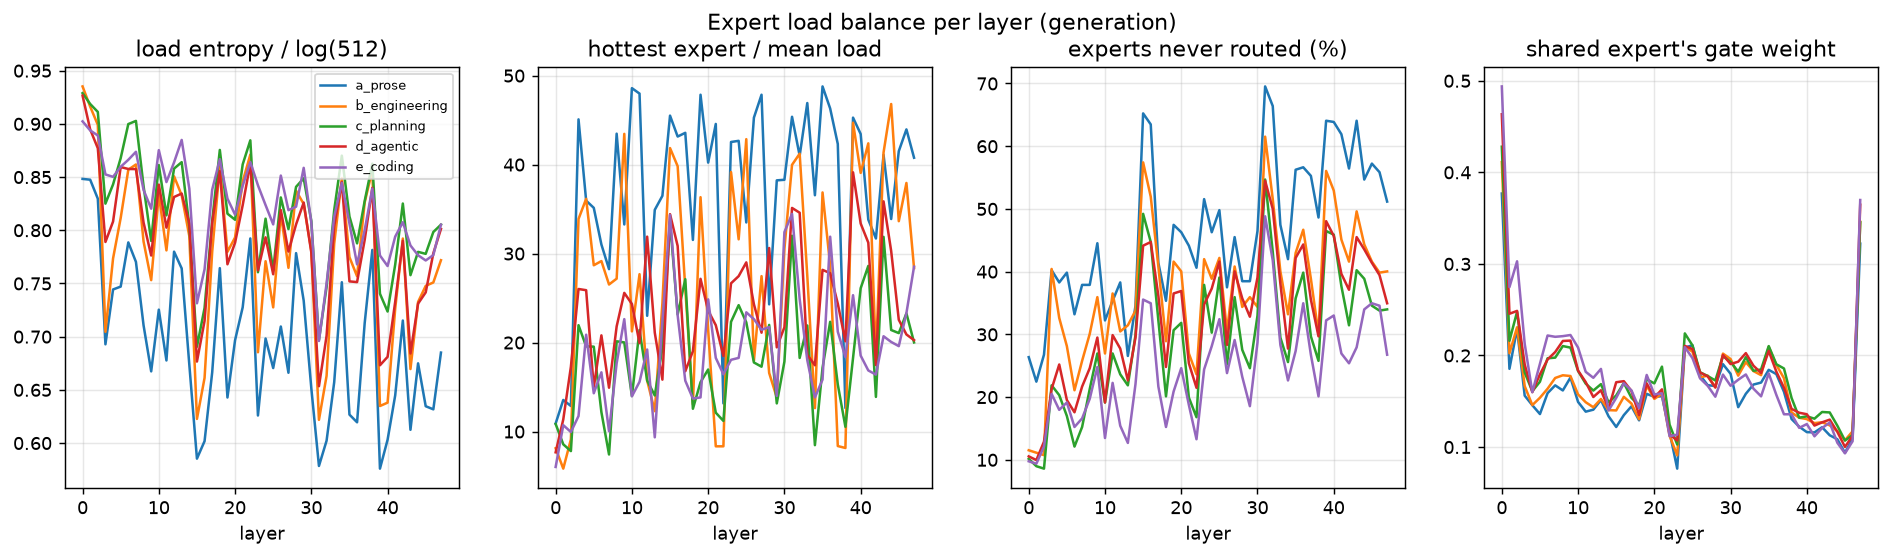 Expert load balance per layer (generation)
load entropy / log(512)
hottest expert / mean load
experts never routed (%)
shared expert's gate weight
0.95
0.90
0.85
0.80
0.75
0.70
0.65
0.60
a_prose
b_engineering
c_planning
d_agentic
e_coding
0 10 20 30 40
layer
50
40
30
20
10
0 10 20 30 40
layer
70
60
50
40
30
20
10
0 10 20 30 40
layer
0.5
0.4
0.3
0.2
0.1
0 10 20 30 40
layer